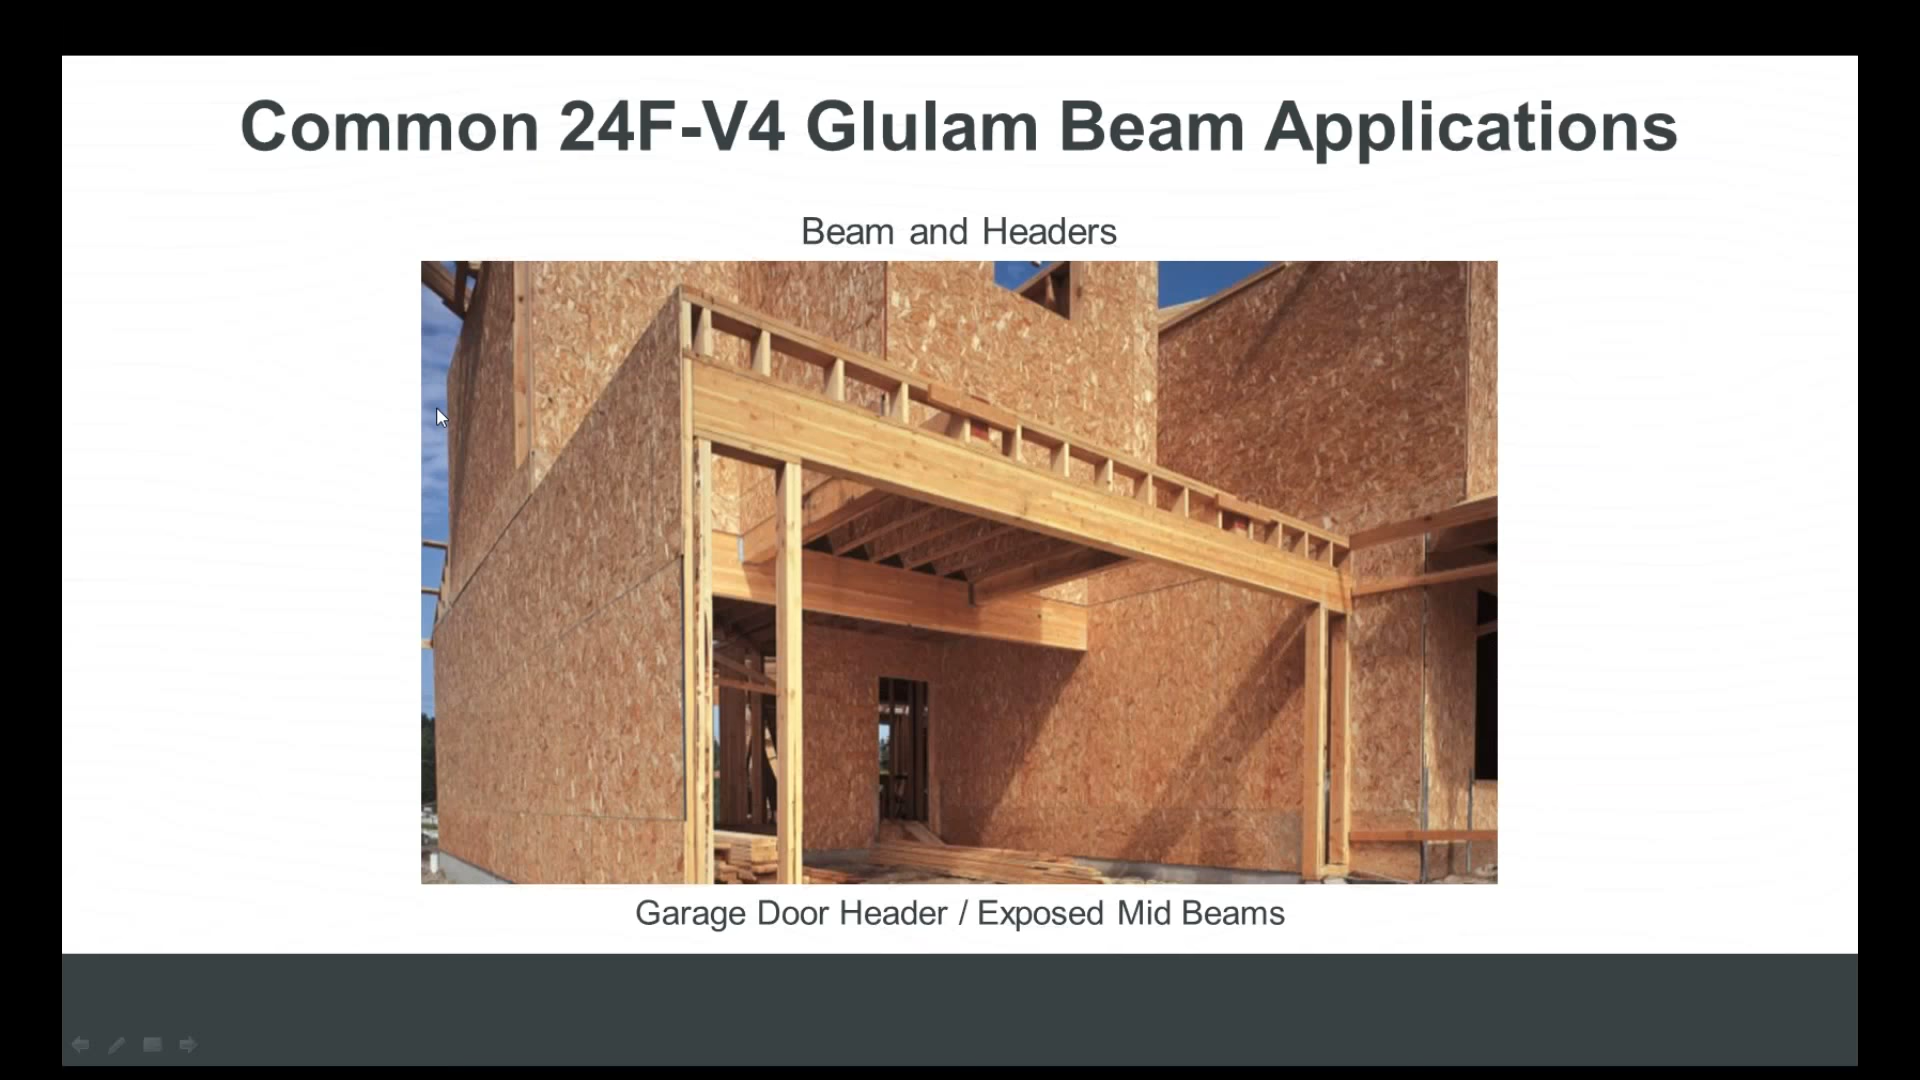 Common 24F-V4 Glulam Beam Applications
Beam and Headers
Garage Door Header / Exposed Mid Beams